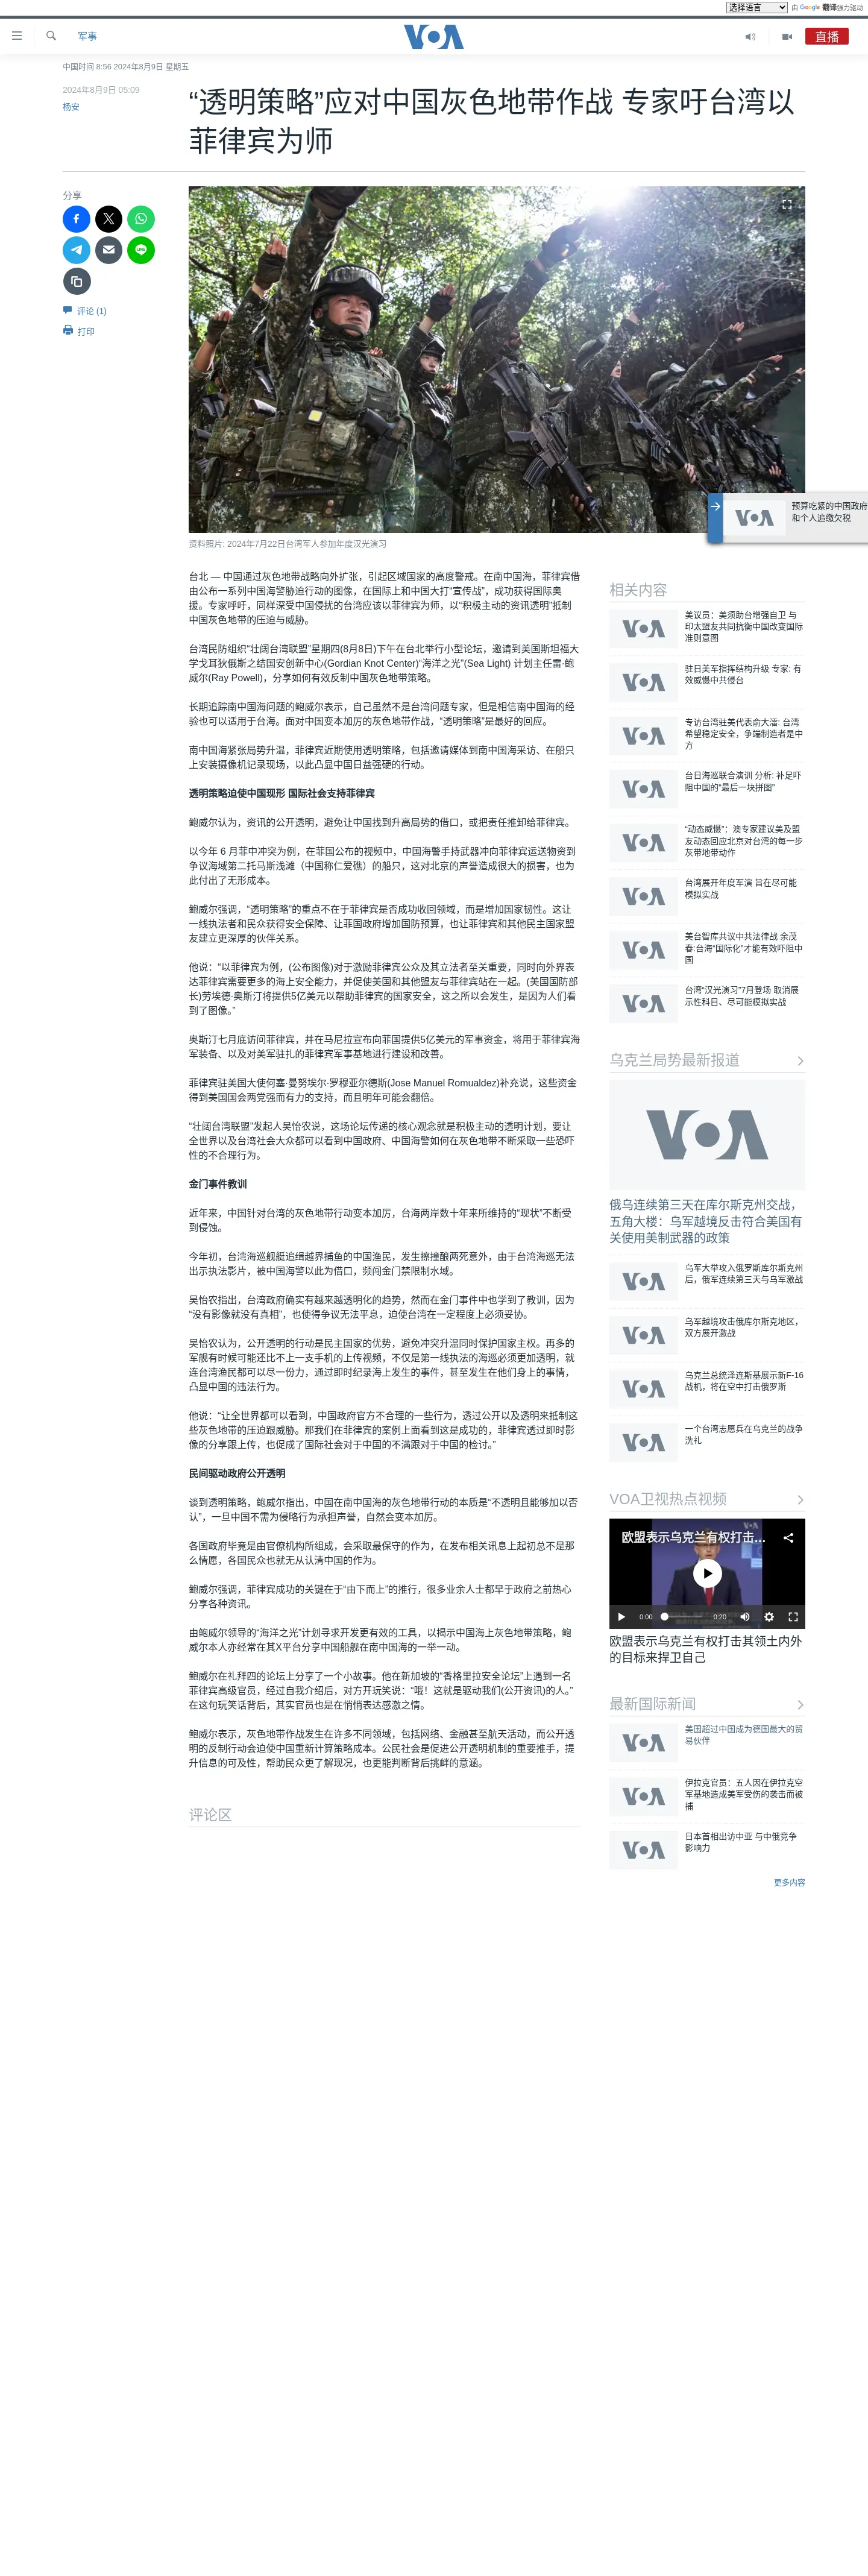 选择语言 由 Google 翻译强力驱动
军事
VOA
直播
中国时间 8:56 2024年8月9日 星期五
2024年8月9日 05:09
杨安
“透明策略”应对中国灰色地带作战 专家吁台湾以
菲律宾为师
分享
评论 (1)
打印
预算吃紧的中国政府
和个人追缴欠税
VOA
资料照片: 2024年7月22日台湾军人参加年度汉光演习
台北 — 中国通过灰色地带战略向外扩张，引起区域国家的高度警戒。在南中国海，菲律宾借
由公布一系列中国海警胁迫行动的图像，在国际上和中国大打“宣传战”，成功获得国际奥
援。专家呼吁，同样深受中国侵扰的台湾应该以菲律宾为师，以“积极主动的资讯透明”抵制
中国灰色地带的压迫与威胁。
台湾民防组织“壮阔台湾联盟”星期四(8月8日)下午在台北举行小型论坛，邀请到美国斯坦福大
学戈耳狄俄斯之结国安创新中心(Gordian Knot Center)“海洋之光”(Sea Light) 计划主任雷·鲍
威尔(Ray Powell)，分享如何有效反制中国灰色地带策略。
长期追踪南中国海问题的鲍威尔表示，自己虽然不是台湾问题专家，但是相信南中国海的经
验也可以适用于台海。面对中国变本加厉的灰色地带作战，“透明策略”是最好的回应。
南中国海紧张局势升温，菲律宾近期使用透明策略，包括邀请媒体到南中国海采访、在船只
上安装摄像机记录现场，以此凸显中国日益强硬的行动。
透明策略迫使中国现形 国际社会支持菲律宾
鲍威尔认为，资讯的公开透明，避免让中国找到升高局势的借口，或把责任推卸给菲律宾。
以今年 6 月菲中冲突为例，在菲国公布的视频中，中国海警手持武器冲向菲律宾运送物资到
争议海域第二托马斯浅滩（中国称仁爱礁）的船只，这对北京的声誉造成很大的损害，也为
此付出了无形成本。
鲍威尔强调，“透明策略”的重点不在于菲律宾是否成功收回领域，而是增加国家韧性。这让
一线执法者和民众获得安全保障、让菲国政府增加国防预算，也让菲律宾和其他民主国家盟
友建立更深厚的伙伴关系。
他说：“以菲律宾为例，(公布图像)对于激励菲律宾公众及其立法者至关重要，同时向外界表
达菲律宾需要更多的海上安全能力，并促使美国和其他盟友与菲律宾站在一起。(美国国防部
长)劳埃德·奥斯汀将提供5亿美元以帮助菲律宾的国家安全，这之所以会发生，是因为人们看
到了图像。”
奥斯汀七月底访问菲律宾，并在马尼拉宣布向菲国提供5亿美元的军事资金，将用于菲律宾海
军装备、以及对美军驻扎的菲律宾军事基地进行建设和改善。
菲律宾驻美国大使何塞·曼努埃尔·罗穆亚尔德斯(Jose Manuel Romualdez)补充说，这些资金
得到美国国会两党强而有力的支持，而且明年可能会翻倍。
“壮阔台湾联盟”发起人吴怡农说，这场论坛传递的核心观念就是积极主动的透明计划，要让
全世界以及台湾社会大众都可以看到中国政府、中国海警如何在灰色地带不断采取一些恐吓
性的不合理行为。
金门事件教训
近年来，中国针对台湾的灰色地带行动变本加厉，台海两岸数十年来所维持的“现状”不断受
到侵蚀。
今年初，台湾海巡舰艇追缉越界捕鱼的中国渔民，发生擦撞酿两死意外，由于台湾海巡无法
出示执法影片，被中国海警以此为借口，频闯金门禁限制水域。
吴怡农指出，台湾政府确实有越来越透明化的趋势，然而在金门事件中也学到了教训，因为
“没有影像就没有真相”，也使得争议无法平息，迫使台湾在一定程度上必须妥协。
吴怡农认为，公开透明的行动是民主国家的优势，避免冲突升温同时保护国家主权。再多的
军舰有时候可能还比不上一支手机的上传视频，不仅是第一线执法的海巡必须更加透明，就
连台湾渔民都可以尽一份力，通过即时纪录海上发生的事件，甚至发生在他们身上的事情，
凸显中国的违法行为。
他说：“让全世界都可以看到，中国政府官方不合理的一些行为，透过公开以及透明来抵制这
些灰色地带的压迫跟威胁。那我们在菲律宾的案例上面看到这是成功的，菲律宾透过即时影
像的分享跟上传，也促成了国际社会对于中国的不满跟对于中国的检讨。”
民间驱动政府公开透明
谈到透明策略，鲍威尔指出，中国在南中国海的灰色地带行动的本质是“不透明且能够加以否
认”，一旦中国不需为侵略行为承担声誉，自然会变本加厉。
各国政府毕竟是由官僚机构所组成，会采取最保守的作为，在发布相关讯息上起初总不是那
么情愿，各国民众也就无从认清中国的作为。
鲍威尔强调，菲律宾成功的关键在于“由下而上”的推行，很多业余人士都早于政府之前热心
分享各种资讯。
由鲍威尔领导的“海洋之光”计划寻求开发更有效的工具，以揭示中国海上灰色地带策略，鲍
威尔本人亦经常在其X平台分享中国船舰在南中国海的一举一动。
鲍威尔在礼拜四的论坛上分享了一个小故事。他在新加坡的“香格里拉安全论坛”上遇到一名
菲律宾高级官员，经过自我介绍后，对方开玩笑说：“哦！这就是驱动我们(公开资讯)的人。”
在这句玩笑话背后，其实官员也是在悄悄表达感激之情。
鲍威尔表示，灰色地带作战发生在许多不同领域，包括网络、金融甚至航天活动，而公开透
明的反制行动会迫使中国重新计算策略成本。公民社会是促进公开透明机制的重要推手，提
升信息的可及性，帮助民众更了解现况，也更能判断背后挑衅的意涵。
评论区
相关内容
美议员：美须助台增强自卫 与
印太盟友共同抗衡中国改变国际
准则意图
驻日美军指挥结构升级 专家: 有
效威慑中共侵台
专访台湾驻美代表俞大㵢: 台湾
希望稳定安全，争端制造者是中
方
台日海巡联合演训 分析: 补足吓
阻中国的“最后一块拼图”
“动态威慑”：澳专家建议美及盟
友动态回应北京对台湾的每一步
灰带地带动作
台湾展开年度军演 旨在尽可能
模拟实战
美台智库共议中共法律战 余茂
春:台海“国际化”才能有效吓阻中
国
台湾“汉光演习”7月登场 取消展
示性科目、尽可能模拟实战
乌克兰局势最新报道
VOA
俄乌连续第三天在库尔斯克州交战，
五角大楼：乌军越境反击符合美国有
关使用美制武器的政策
乌军大举攻入俄罗斯库尔斯克州
后，俄军连续第三天与乌军激战
乌军越境攻击俄库尔斯克地区，
双方展开激战
乌克兰总统泽连斯基展示新F-16
战机，将在空中打击俄罗斯
一个台湾志愿兵在乌克兰的战争
洗礼
VOA卫视热点视频
欧盟表示乌克兰有权打击...
0:00 0:20
欧盟表示乌克兰有权打击其领土内外
的目标来捍卫自己
最新国际新闻
美国超过中国成为德国最大的贸
易伙伴
伊拉克官员：五人因在伊拉克空
军基地造成美军受伤的袭击而被
捕
日本首相出访中亚 与中俄竞争
影响力
更多内容